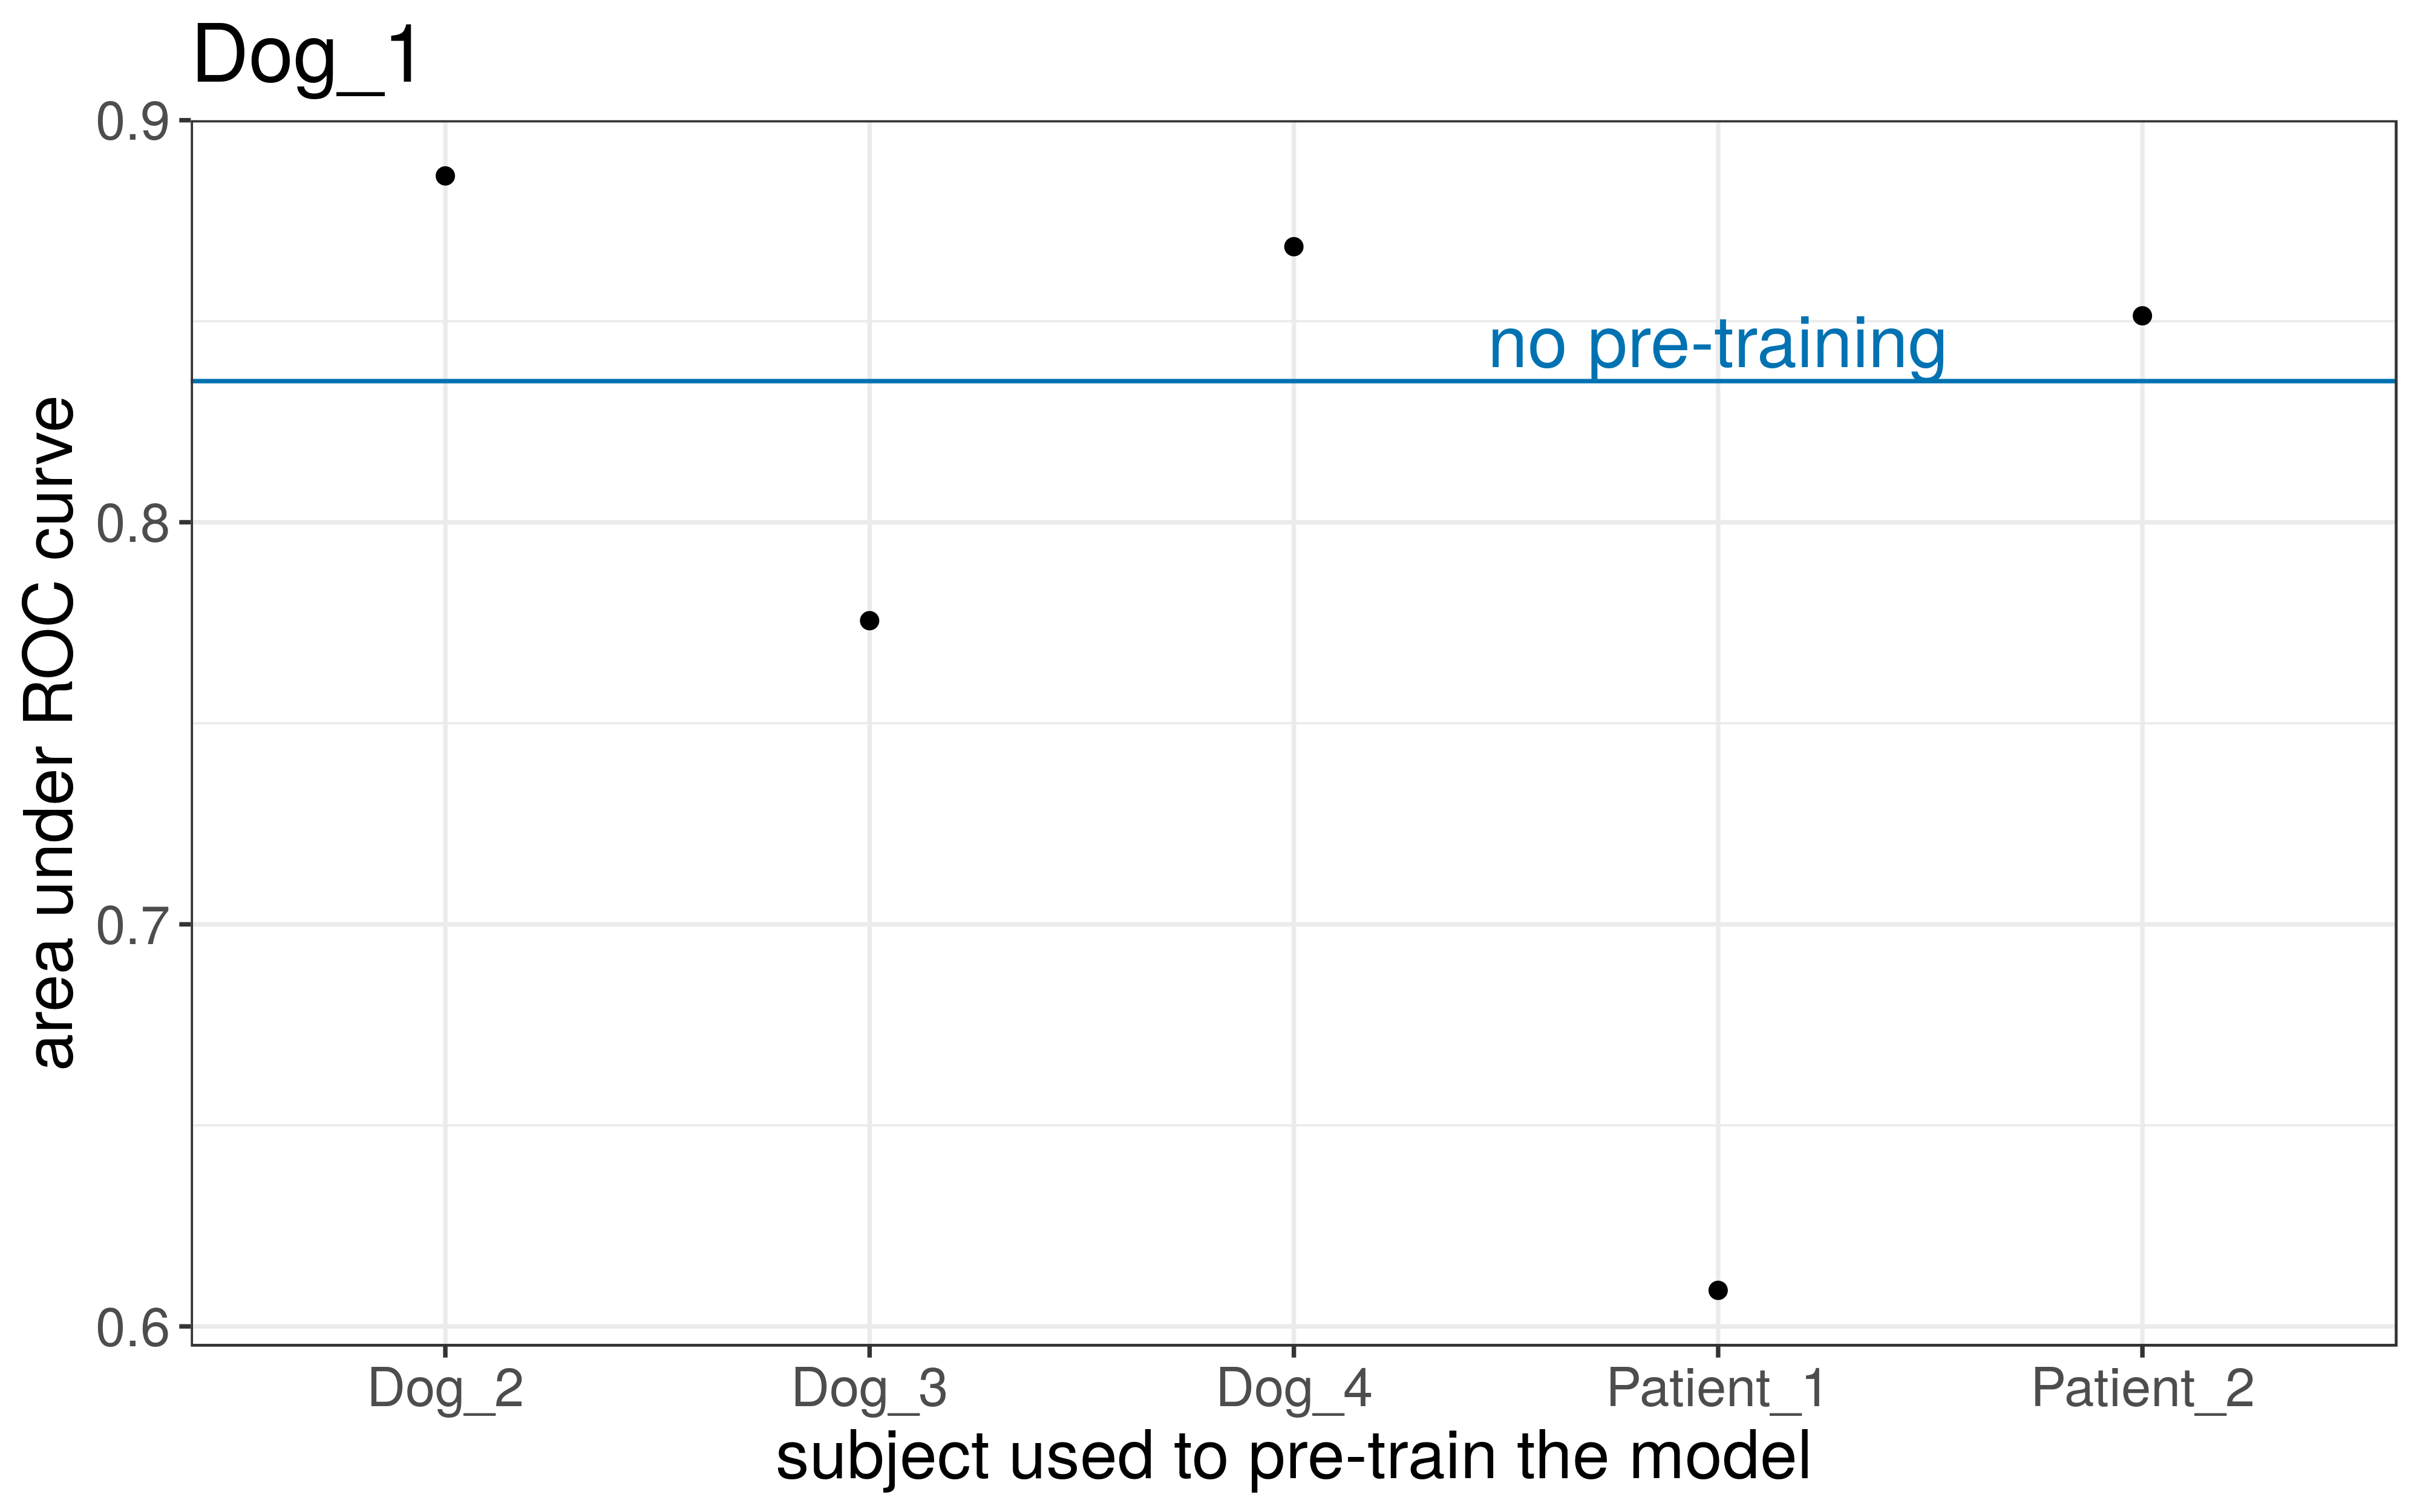 Dog_1
0.9
0.8
0.7
0.6
area under ROC curve
no pre-training
Dog_2
Dog_3
Dog_4
Patient_1
Patient_2
subject used to pre-train the model